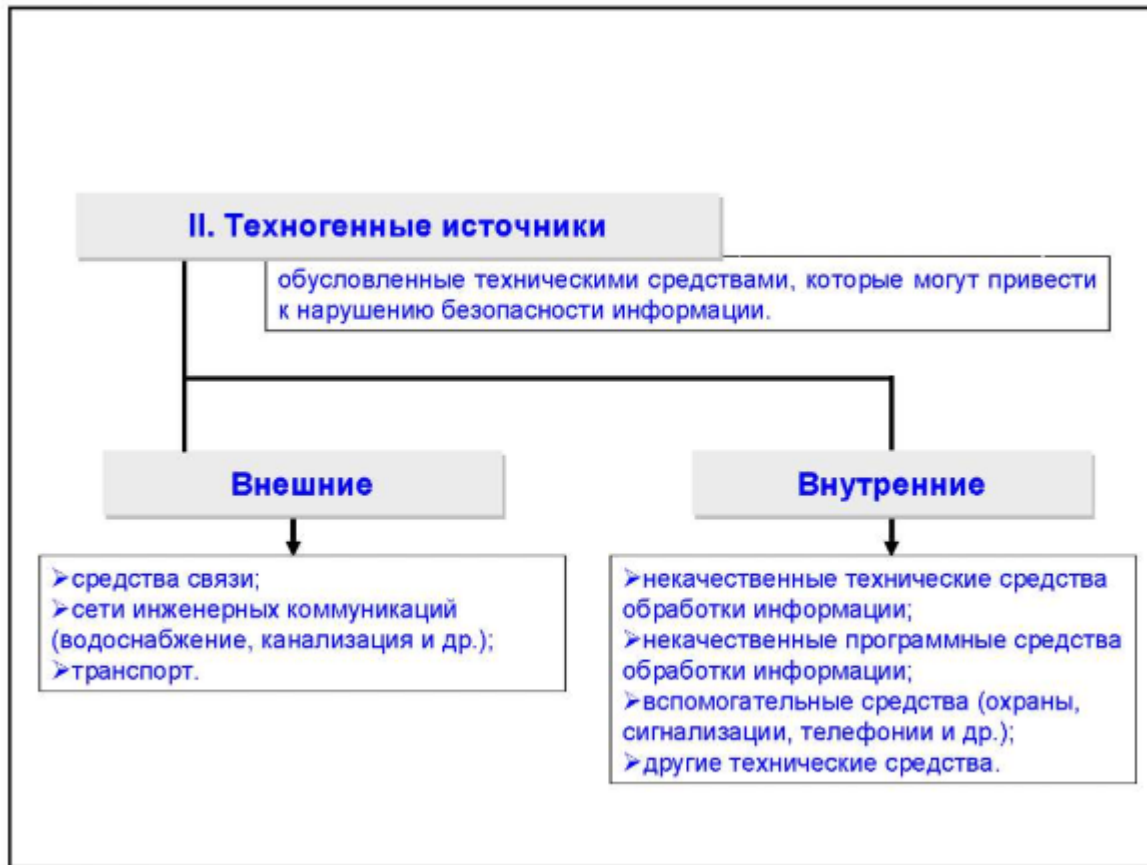 II. Техногенные источники
обусловленные техническими средствами, которые могут привести
к нарушению безопасности информации.
Внешние
➢средства связи;
➢сети инженерных коммуникаций
(водоснабжение, канализация и др.);
➢транспорт.
Внутренние
➢некачественные технические средства
обработки информации;
➢некачественные программные средства
обработки информации;
➢вспомогательные средства (охраны,
сигнализации, телефонии и др.);
➢другие технические средства.